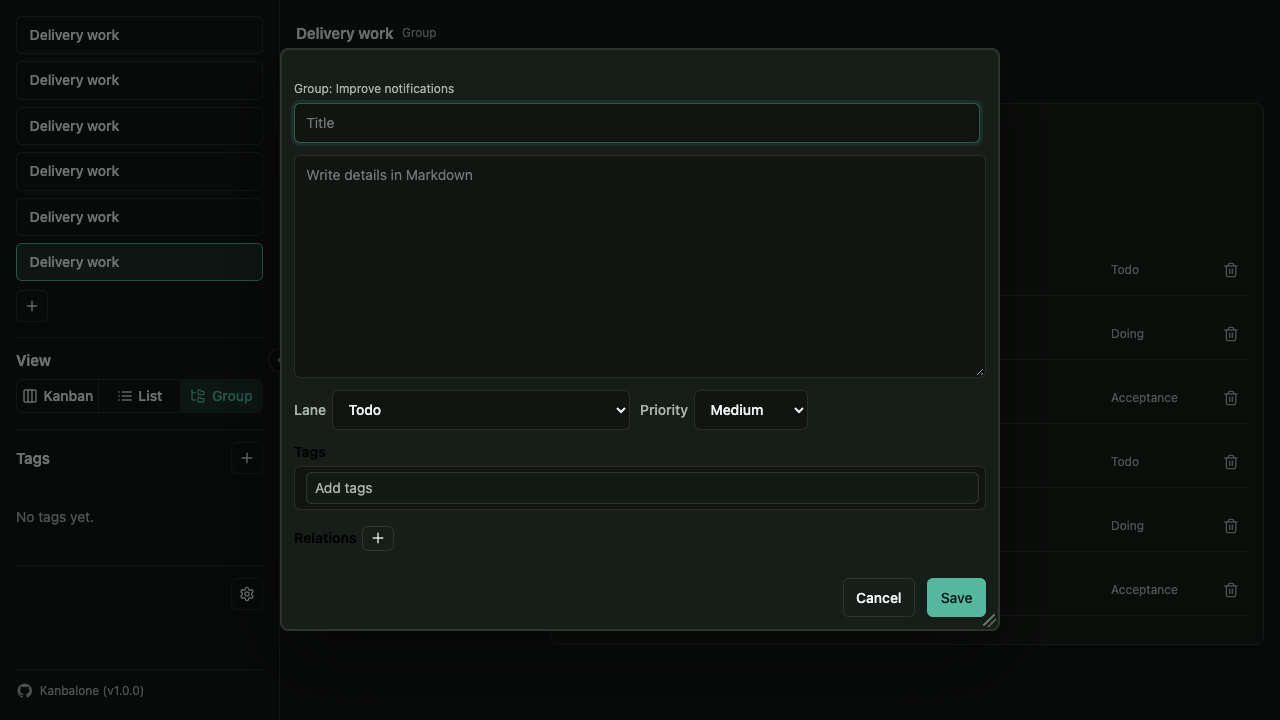 Delivery work
Delivery work
Delivery work
Delivery work
Delivery work
Delivery work
View
Kanban List Group
Tags
No tags yet.
Kanbalone (v1.0.0)
Delivery work Group
Group: Improve notifications
Title
Write details in Markdown
Lane Todo Priority Medium
Tags
Add tags
Relations
Cancel Save
Todo
Doing
Acceptance
Todo
Doing
Acceptance